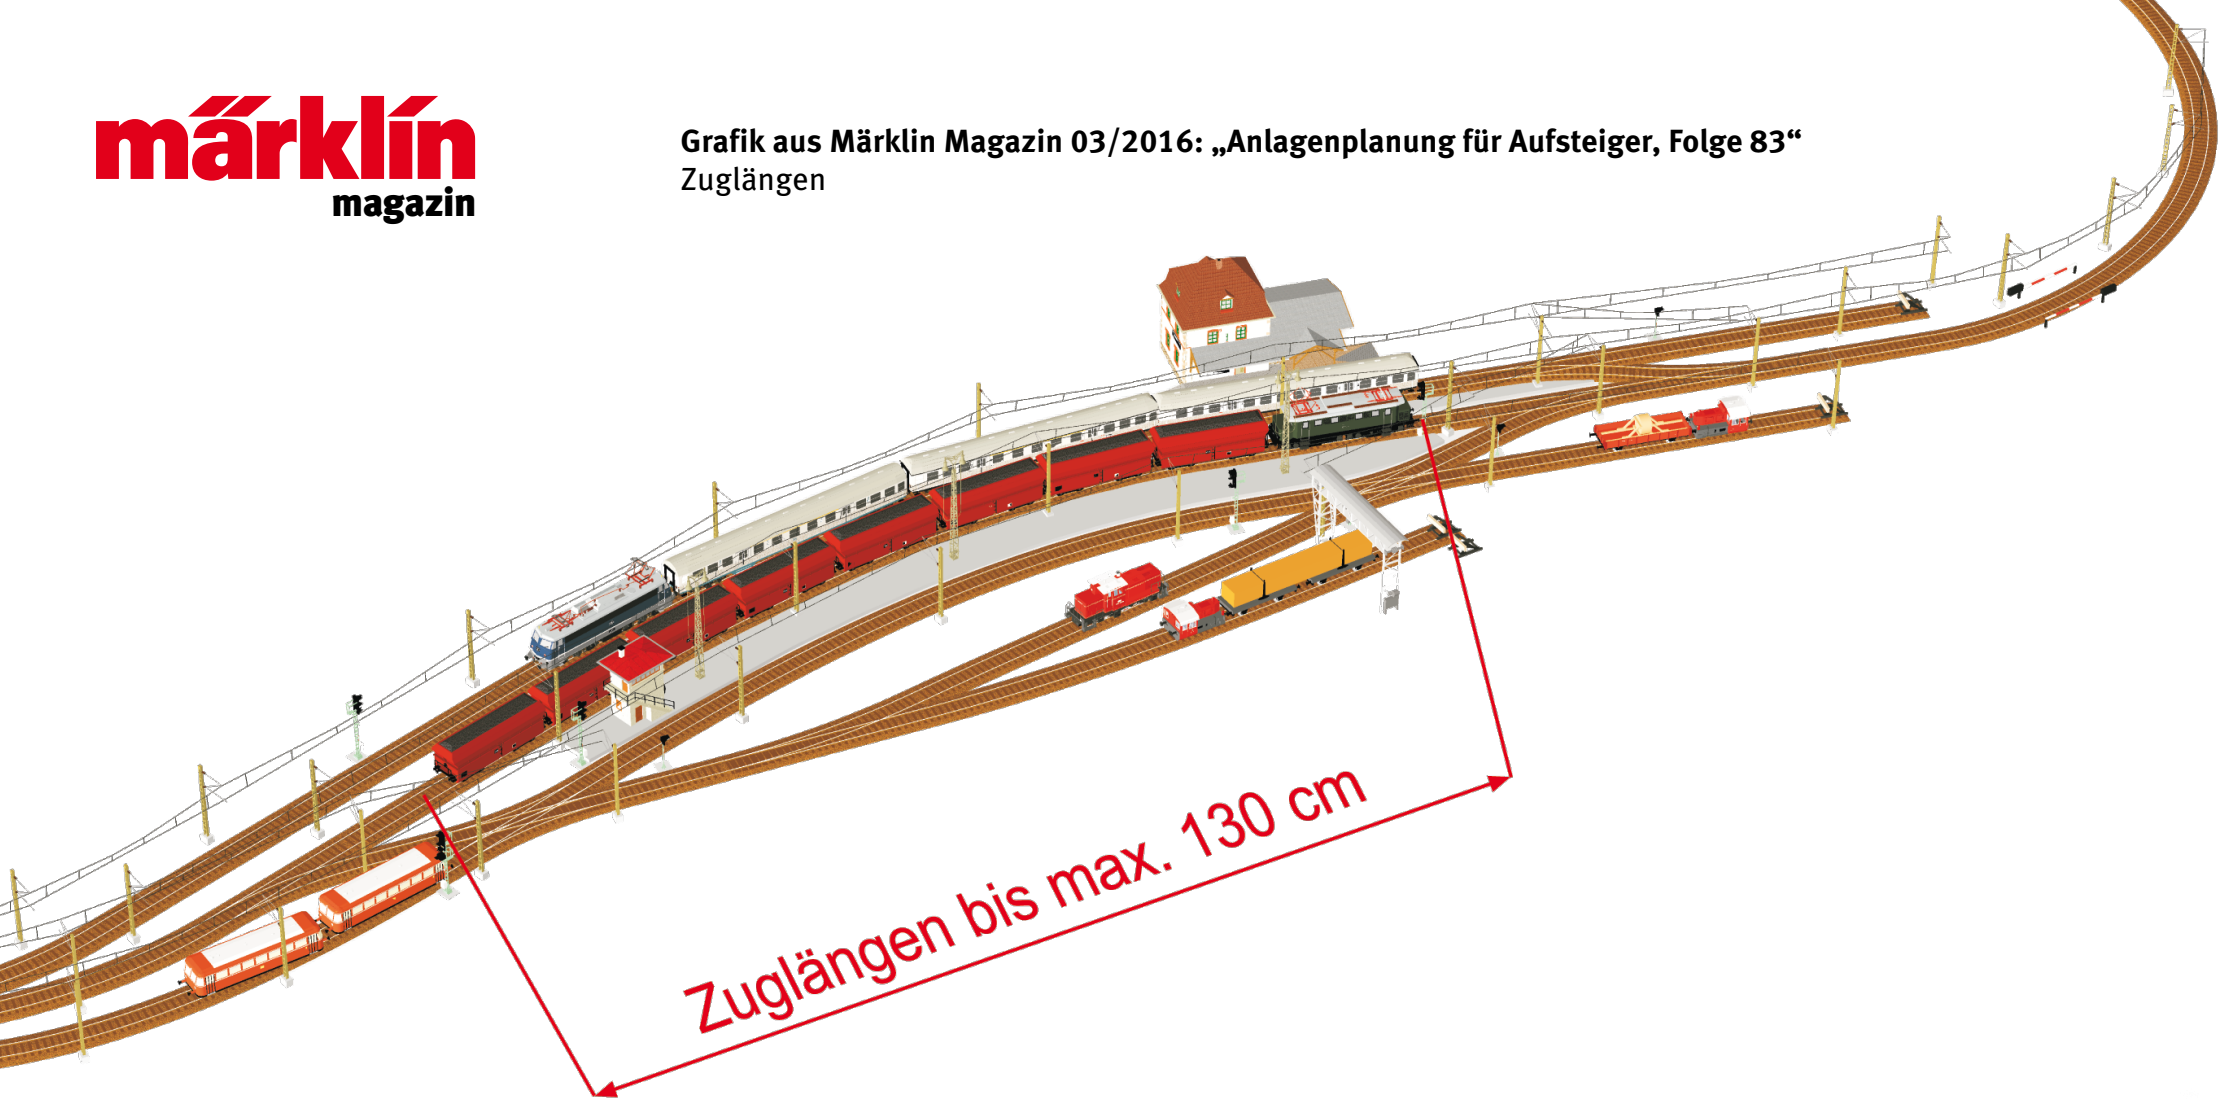 märklin
magazin
Grafik aus Märklin Magazin 03/2016: „Anlagenplanung für Aufsteiger, Folge 83“
Zuglängen
Zuglängen bis max. 130 cm